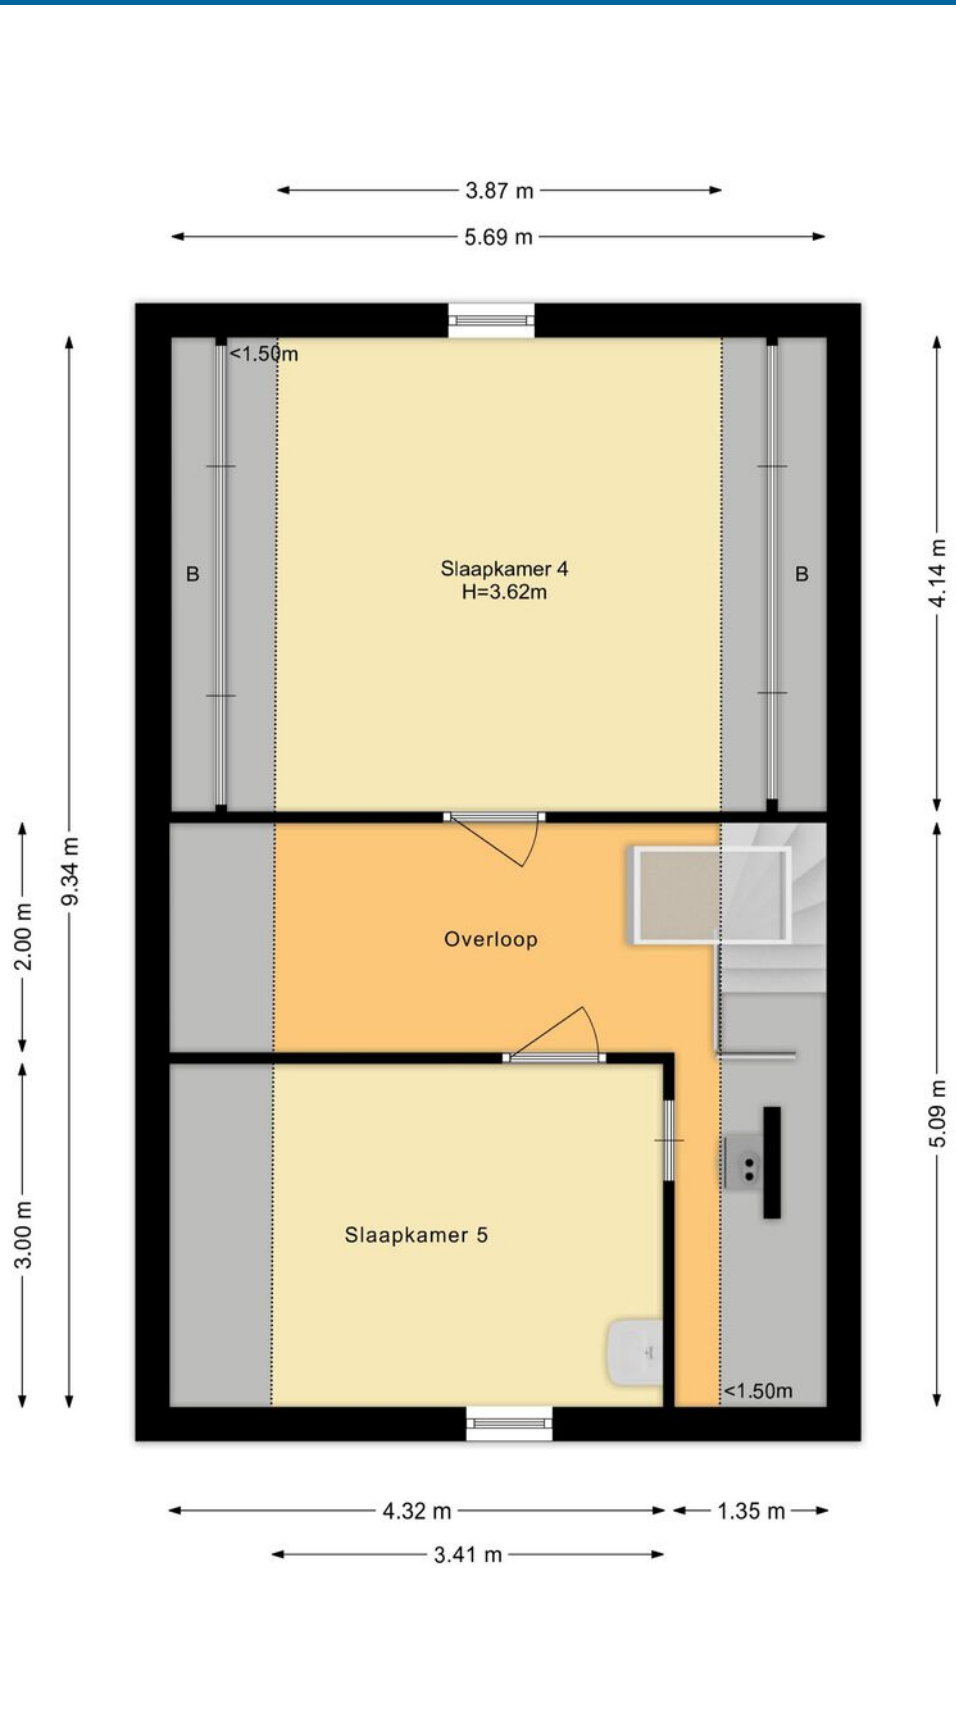 3.87 m
5.69 m
<1.50m
B
Slaapkamer 4
H=3.62m
B
4.14 m
9.34 m
2.00 m
Overloop
5.09 m
3.00 m
Slaapkamer 5
<1.50m
4.32 m
1.35 m
3.41 m